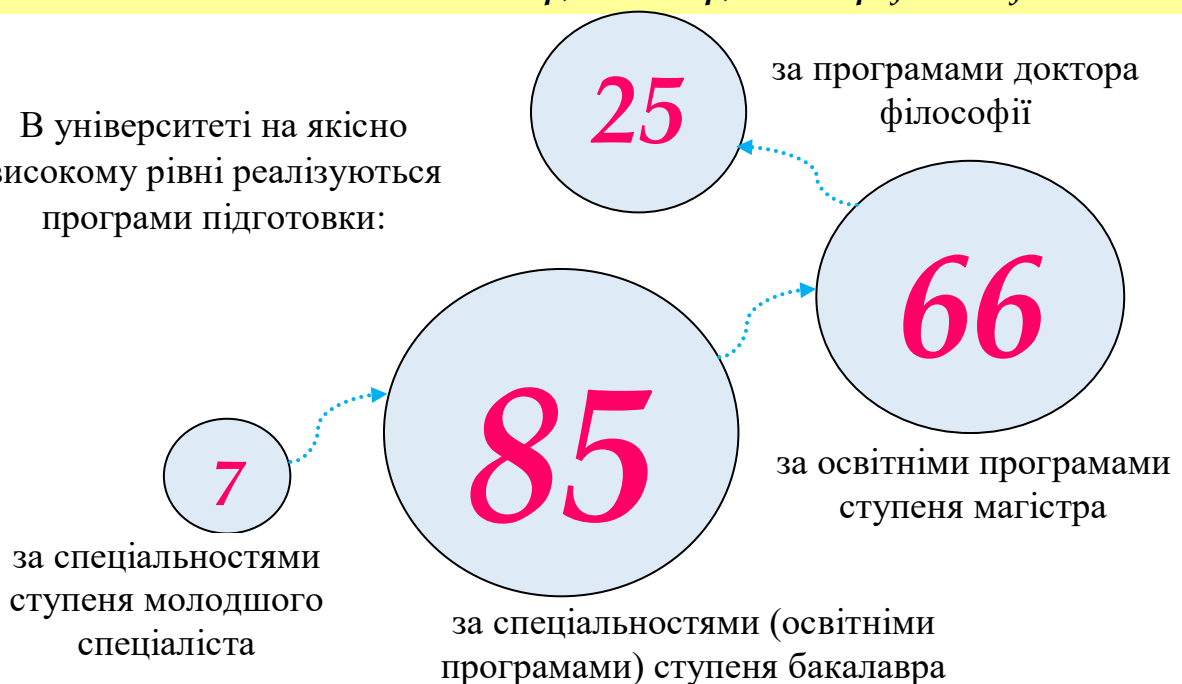 В університеті на якісно
високому рівні реалізуються
програми підготовки:
25
за програмами доктора
філософії
66
за освітніми програмами
ступеня магістра
85
за спеціальностями (освітніми
програмами) ступеня бакалавра
7
за спеціальностями
ступеня молодшого
спеціаліста